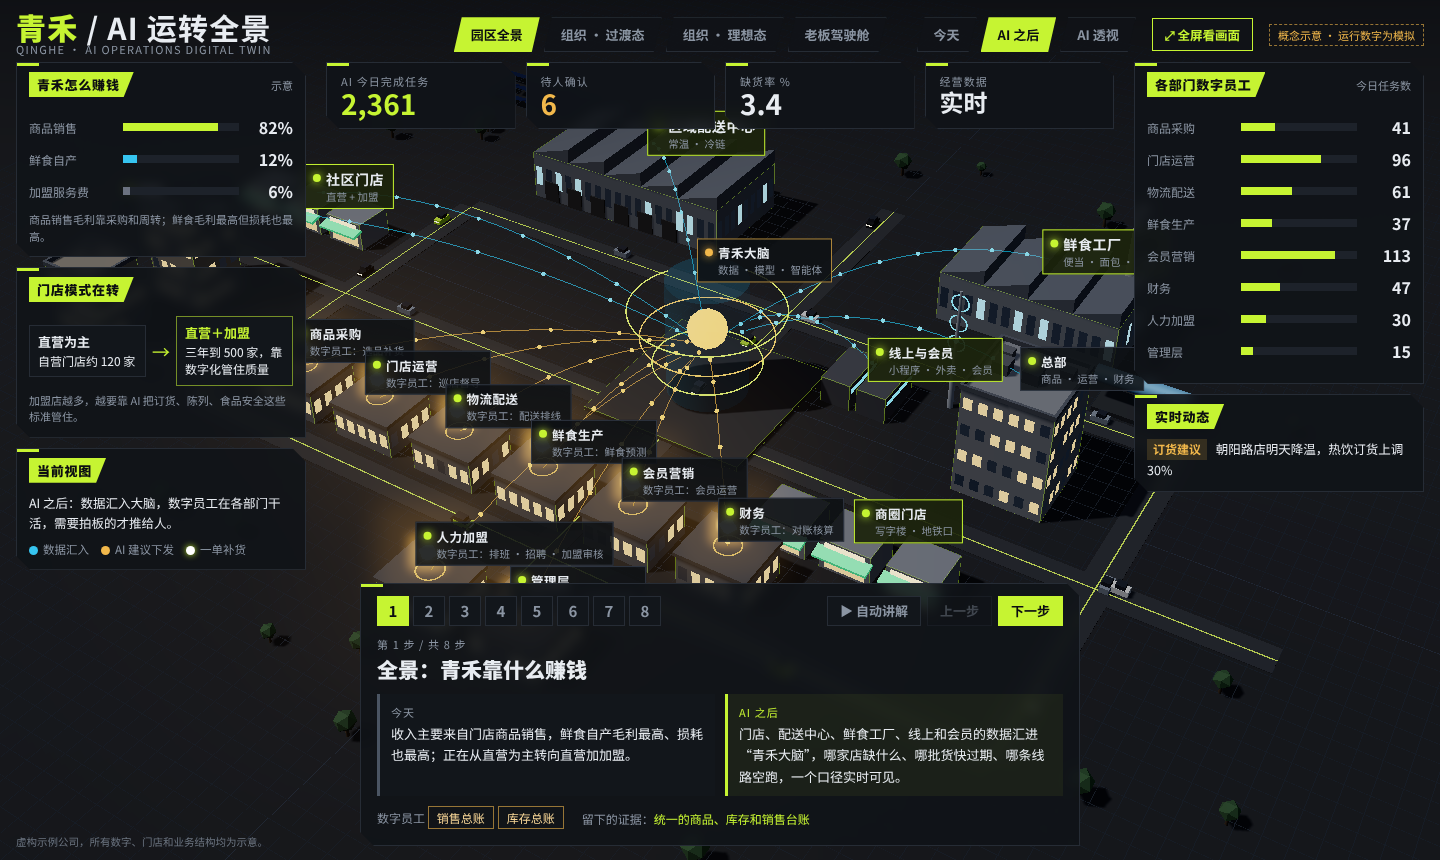 青禾 / AI 运转全景
QINGHE · AI OPERATIONS DIGITAL TWIN
园区全景
组织 · 过渡态
组织 · 理想态
老板驾驶舱
今天
AI 之后
AI 透视
⤢ 全屏看画面
概念示意 · 运行数字为模拟
青禾怎么赚钱
示意
商品销售
82%
鲜食自产
12%
加盟服务费
6%
商品销售毛利靠采购和周转；鲜食毛利最高但损耗也最
高。
门店模式在转
直营为主
自营门店约 120 家
→
直营＋加盟
三年到 500 家，靠
数字化管住质量
加盟店越多，越要靠 AI 把订货、陈列、食品安全这些
标准管住。
当前视图
AI 之后：数据汇入大脑，数字员工在各部门干
活，需要拍板的才推给人。
数据汇入
AI 建议下发
一单补货
AI 今日完成任务
2,361
待人确认
6
缺货率 %
3.4
经营数据
实时
区域配送中心
常温 · 冷链
社区门店
直营 + 加盟
青禾大脑
数据 · 模型 · 智能体
鲜食工厂
便当 · 面包 ·
线上与会员
小程序 · 外卖 · 会员
总部
商品 · 运营 · 财务
商品采购
数字员工：选品补货
门店运营
数字员工：巡店督导
物流配送
数字员工：配送排线
鲜食生产
数字员工：鲜食预测
会员营销
数字员工：会员运营
财务
数字员工：对账核算
商圈门店
写字楼 · 地铁口
人力加盟
数字员工：排班 · 招聘 · 加盟审核
管理层
各部门数字员工
今日任务数
商品采购
41
门店运营
96
物流配送
61
鲜食生产
37
会员营销
113
财务
47
人力加盟
30
管理层
15
实时动态
订货建议 朝阳路店明天降温，热饮订货上调
30%
1
2
3
4
5
6
7
8
▶ 自动讲解
上一步
下一步
第 1 步 / 共 8 步
全景：青禾靠什么赚钱
今天
收入主要来自门店商品销售，鲜食自产毛利最高、损耗
也最高；正在从直营为主转向直营加加盟。
AI 之后
门店、配送中心、鲜食工厂、线上和会员的数据汇进
“青禾大脑”，哪家店缺什么、哪批货快过期、哪条线
路空跑，一个口径实时可见。
数字员工 销售总账 库存总账
留下的证据：统一的商品、库存和销售台账
虚构示例公司，所有数字、门店和业务结构均为示意。